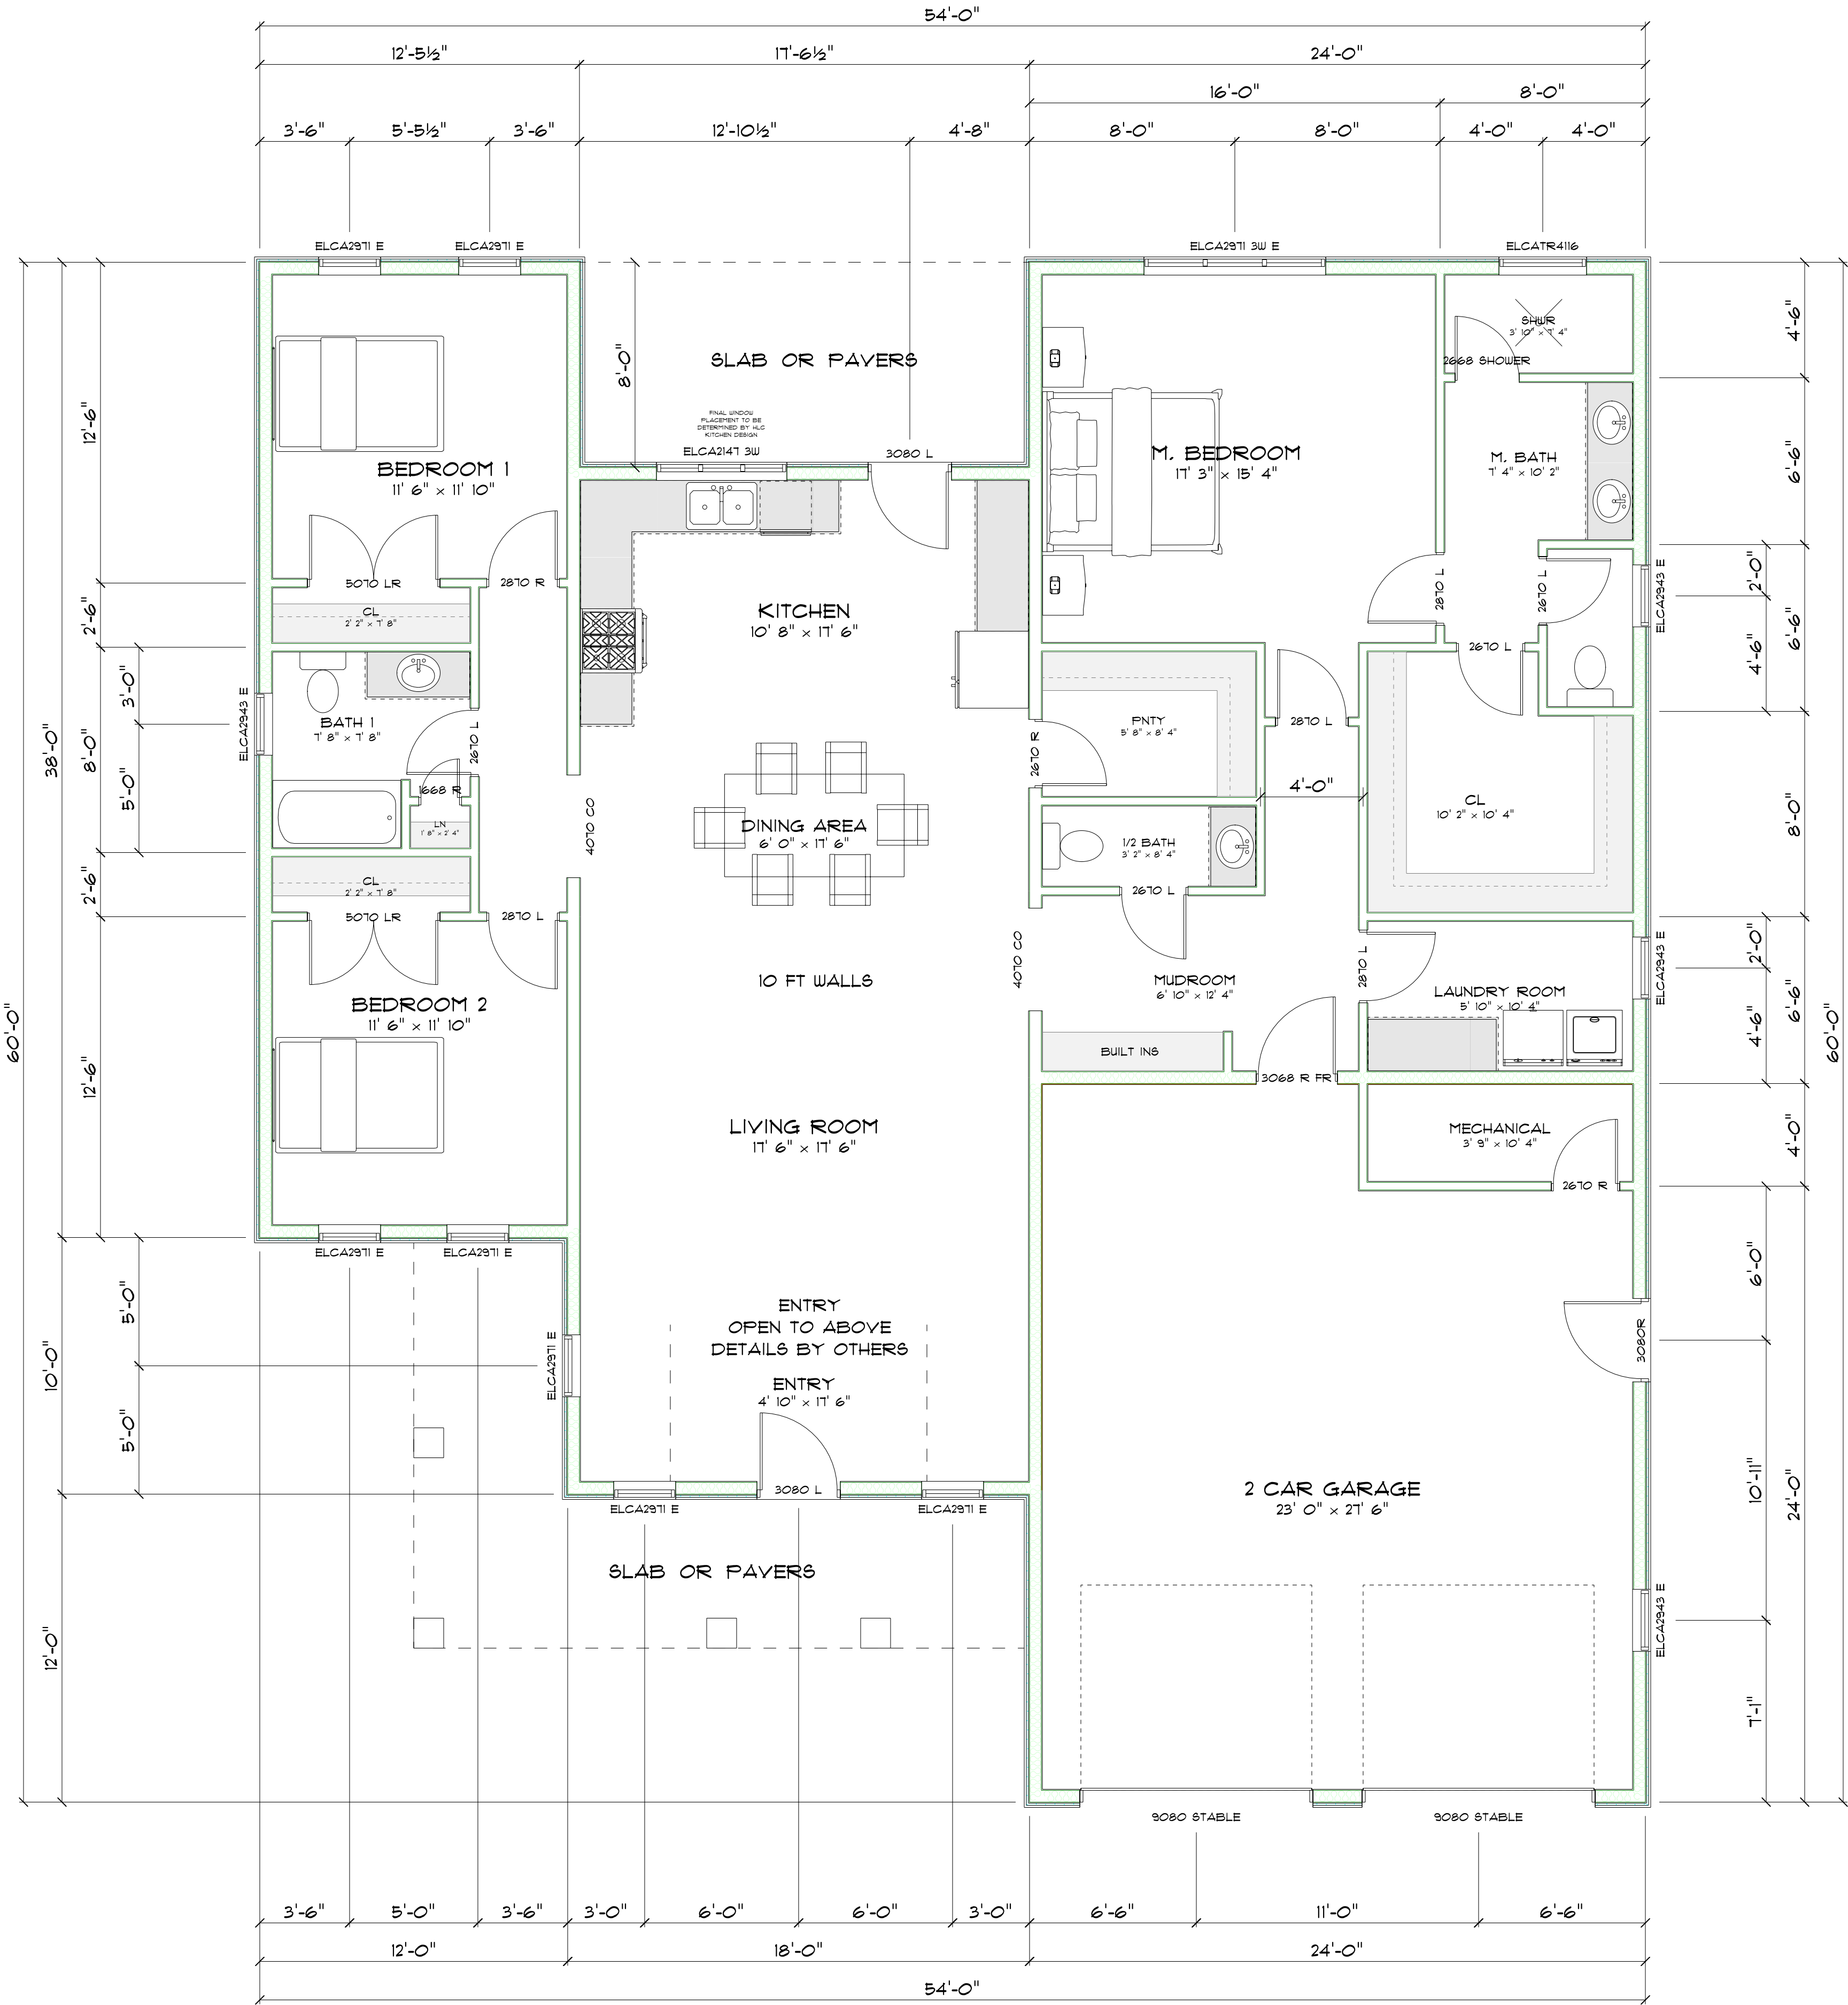 54'-0"
12'-5½" 17'-6½" 24'-0"
16'-0" 8'-0"
3'-6" 5'-5½" 3'-6" 12'-10½" 4'-8" 8'-0" 8'-0" 4'-0" 4'-0"
ELCA2971 E ELCA2971 E ELCA2971 3W E ELCATR4116
SHWR
3' 10" x 7' 4"
2668 SHOWER
8'-0"
SLAB OR PAVERS
FINAL WINDOW
PLACEMENT TO BE
DETERMINED BY HLC
KITCHEN DESIGN.
ELCA2147 3W
3080 L
BEDROOM 1
11' 6" x 11' 10"
M. BEDROOM
17' 3" x 15' 4"
M. BATH
7' 4" x 10' 2"
5070 LR
2870 R
CL
2' 2" x 7' 8"
KITCHEN
10' 8" x 17' 6"
2870 L
2670 L
2670 L
ELCA2943 E
BATH 1
7' 8" x 7' 8"
2670 L
ELCA2943 E
1668 R
LN
1' 8" x 2' 4"
PNTY
5' 8" x 8' 4"
2670 R
2870 L
4'-0"
CL
10' 2" x 10' 4"
4070 CO
DINING AREA
6' 0" x 17' 6"
1/2 BATH
3' 2" x 8' 4"
2670 L
CL
2' 2" x 7' 8"
5070 LR
2870 L
10 FT WALLS
4070 CO
MUDROOM
6' 10" x 12' 4"
2870 L
LAUNDRY ROOM
5' 10" x 10' 4"
ELCA2943 E
BEDROOM 2
11' 6" x 11' 10"
BUILT INS
3068 R FR
LIVING ROOM
17' 6" x 17' 6"
MECHANICAL
3' 9" x 10' 4"
2670 R
ELCA2971 E ELCA2971 E
ENTRY
OPEN TO ABOVE
DETAILS BY OTHERS
ENTRY
4' 10" x 17' 6"
ELCA2971 E
3080R
3080 L
ELCA2971 E ELCA2971 E
2 CAR GARAGE
23' 0" x 27' 6"
SLAB OR PAVERS
ELCA2943 E
9080 STABLE 9080 STABLE
60'-0"
38'-0"
10'-0"
12'-0"
12'-6"
2'-6"
8'-0"
2'-6"
12'-6"
3'-0"
5'-0"
5'-0"
5'-0"
4'-6"
6'-6"
6'-6"
8'-0"
6'-6"
4'-0"
24'-0"
2'-0"
4'-6"
2'-0"
4'-6"
6'-0"
10'-11"
7'-1"
60'-0"
3'-6" 5'-0" 3'-6" 3'-0" 6'-0" 6'-0" 3'-0" 6'-6" 11'-0" 6'-6"
12'-0" 18'-0" 24'-0"
54'-0"